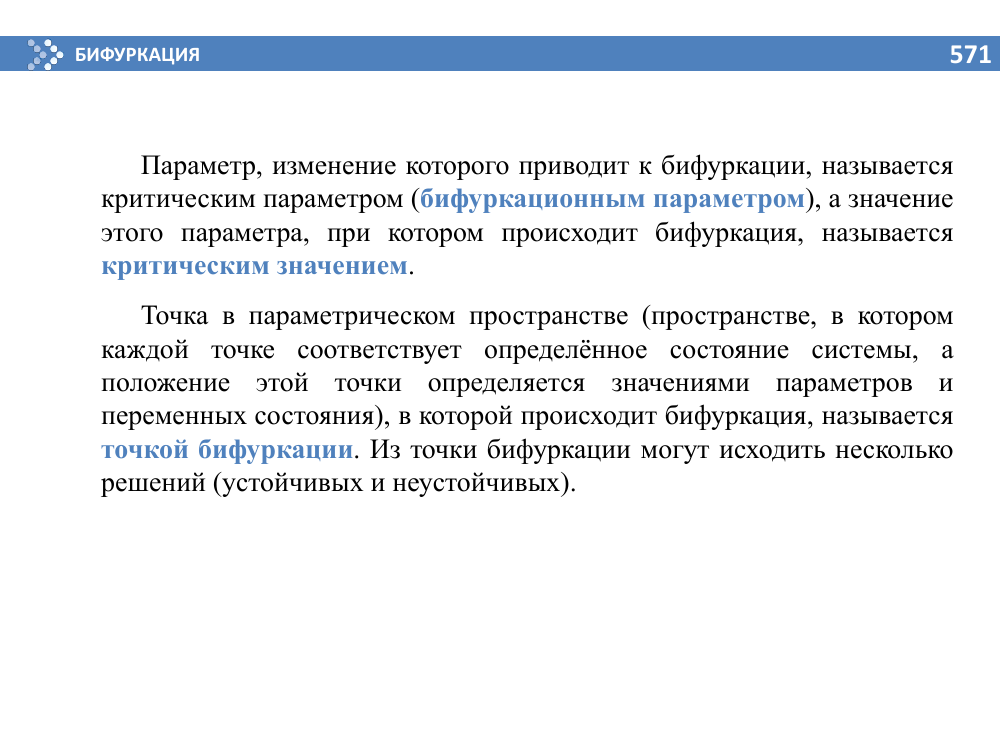 БИФУРКАЦИЯ
571
Параметр, изменение которого приводит к бифуркации, называется
критическим параметром (бифуркационным параметром), а значение
этого параметра, при котором происходит бифуркация, называется
критическим значением.
Точка в параметрическом пространстве (пространстве, в котором
каждой точке соответствует определённое состояние системы, а
положение этой точки определяется значениями параметров и
переменных состояния), в которой происходит бифуркация, называется
точкой бифуркации. Из точки бифуркации могут исходить несколько
решений (устойчивых и неустойчивых).